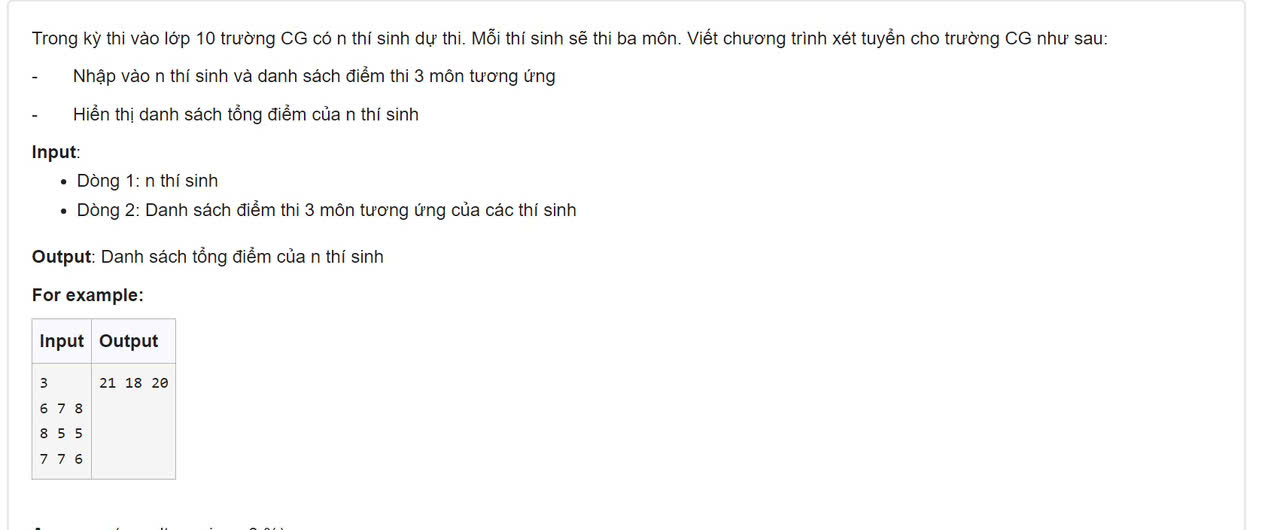 Trong kỳ thi vào lớp 10 trường CG có n thí sinh dự thi. Mỗi thí sinh sẽ thi ba môn. Viết chương trình xét tuyển cho trường CG như sau:
- Nhập vào n thí sinh và danh sách điểm thi 3 môn tương ứng
- Hiển thị danh sách tổng điểm của n thí sinh
Input:
• Dòng 1: n thí sinh
• Dòng 2: Danh sách điểm thi 3 môn tương ứng của các thí sinh
Output: Danh sách tổng điểm của n thí sinh
For example:
Input Output
3 21 18 20
6 7 8
8 5 5
7 7 6